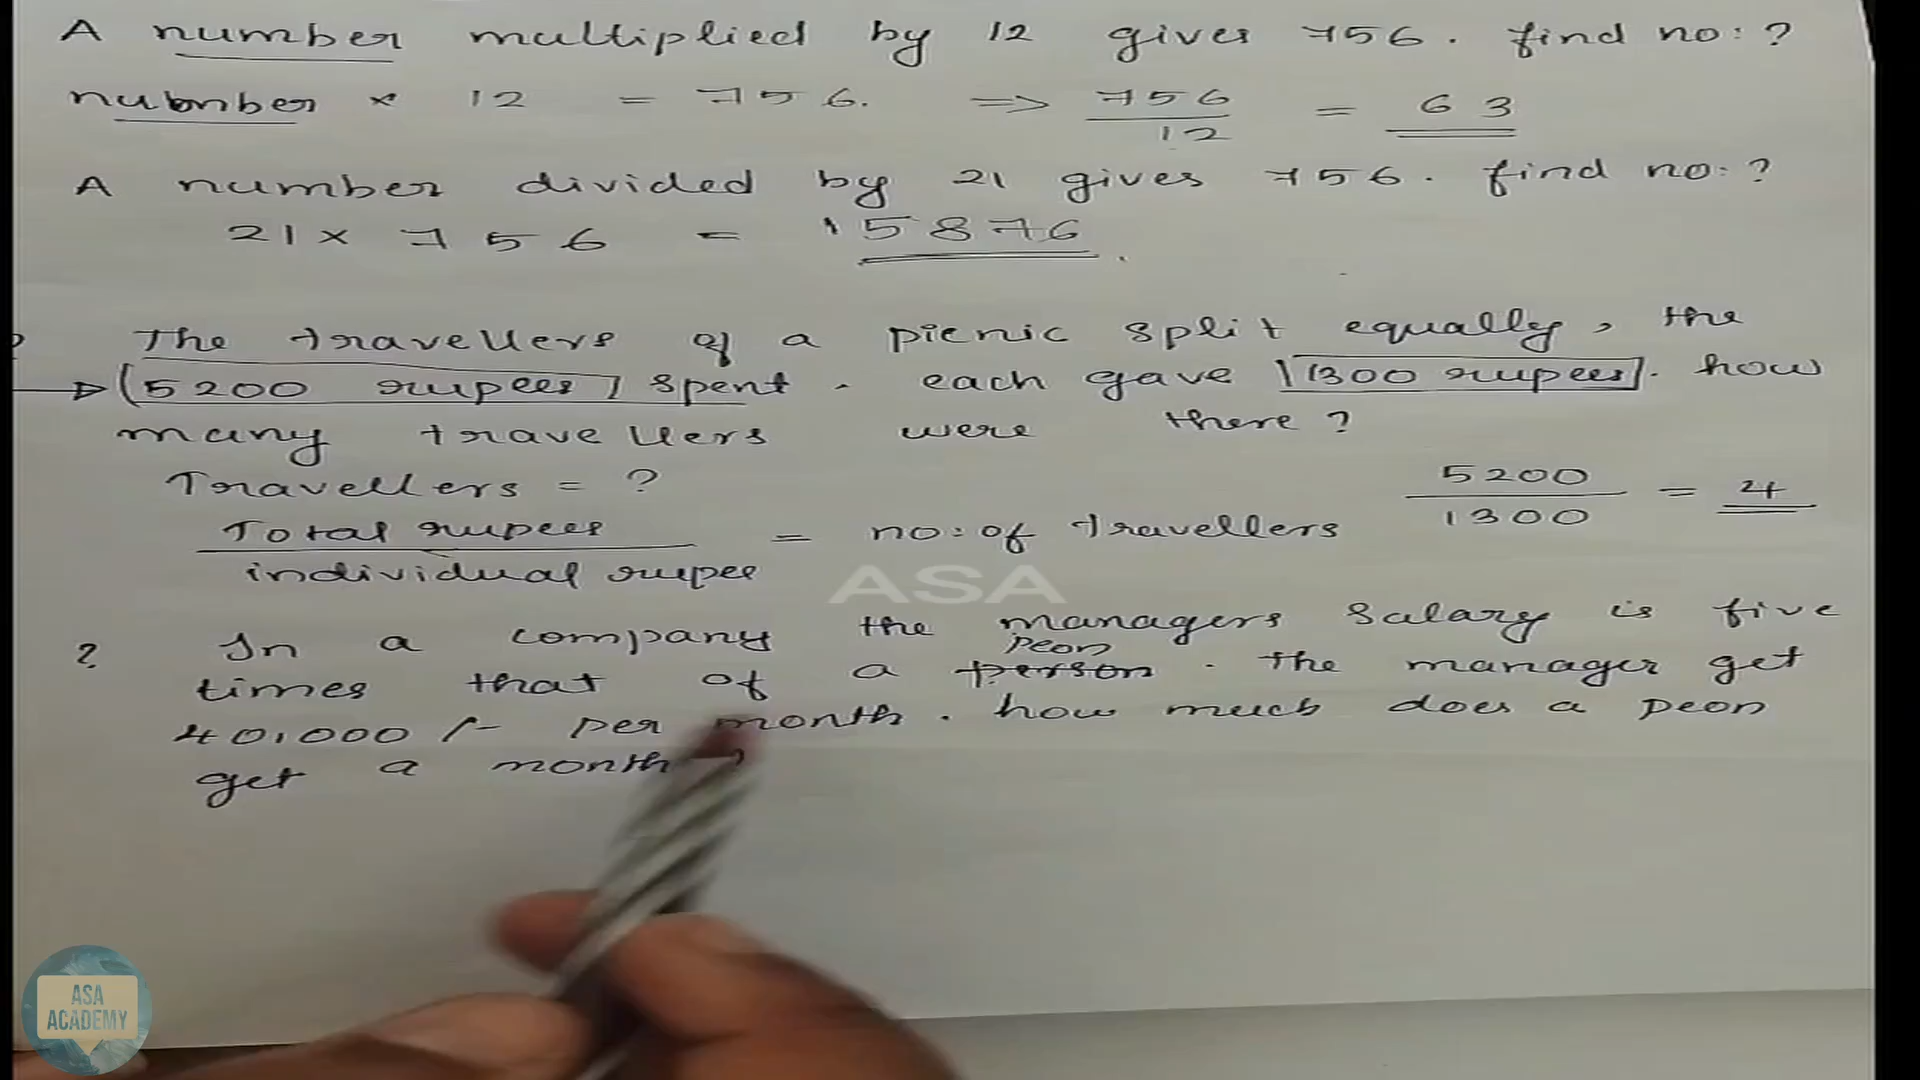 A number multiplied by 12 gives 756. find no:?
number × 12 = 756. => 756/12 = 63
A number divided by 21 gives 756. find no:?
21 × 756 = 15876
? The travellers of a picnic split equally, the
(5200 rupees) spent. each gave 1300 rupees. how
many travellers were there?
Travellers = ?
Total rupees/individual rupee = no: of travellers 5200/1300 = 4
ASA
? In a company the managers salary is five
times that of a person peon. The manager get
40,000/- per month. how much does a peon
get a month?
ASA
ACADEMY